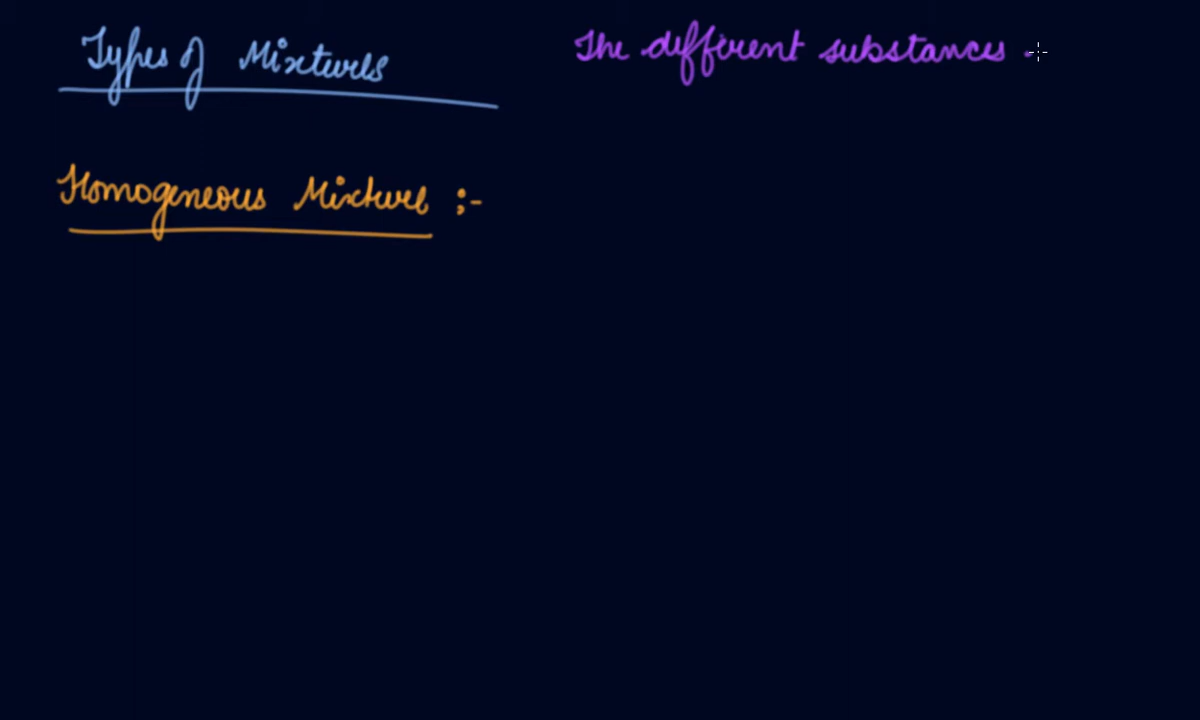 Types of Mixtures
The different substances
Homogeneous Mixture :-